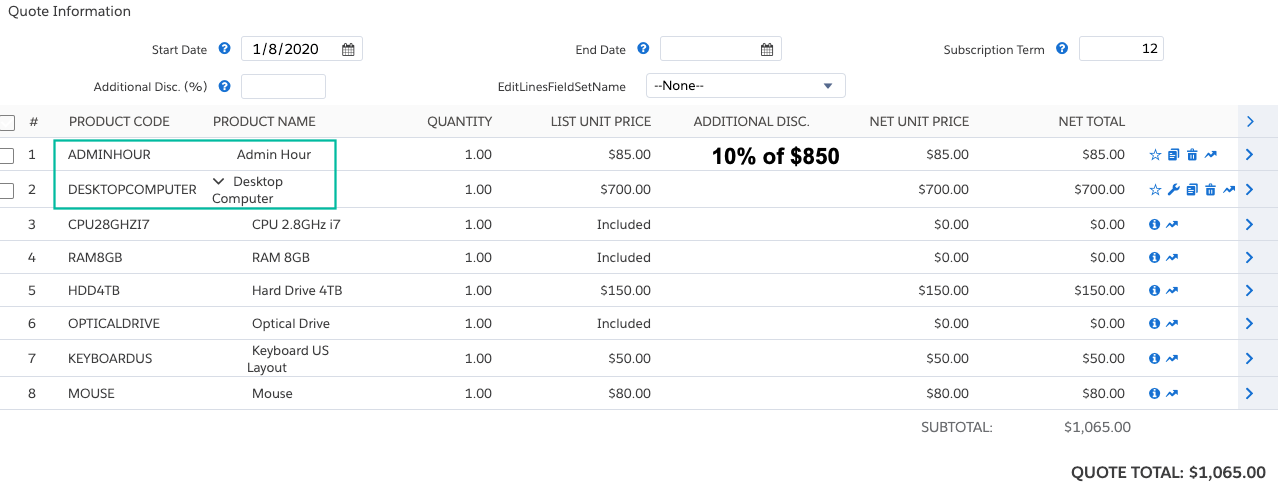 Quote Information
Start Date 1/8/2020 End Date Subscription Term 12
Additional Disc. (%) EditLinesFieldSetName --None--
# PRODUCT CODE PRODUCT NAME QUANTITY LIST UNIT PRICE ADDITIONAL DISC. NET UNIT PRICE NET TOTAL
1 ADMINHOUR Admin Hour 1.00 $85.00 10% of $850 $85.00 $85.00
2 DESKTOPCOMPUTER Desktop Computer 1.00 $700.00 $700.00 $700.00
3 CPU28GHZI7 CPU 2.8GHz i7 1.00 Included $0.00 $0.00
4 RAM8GB RAM 8GB 1.00 Included $0.00 $0.00
5 HDD4TB Hard Drive 4TB 1.00 $150.00 $150.00 $150.00
6 OPTICALDRIVE Optical Drive 1.00 Included $0.00 $0.00
7 KEYBOARDUS Keyboard US Layout 1.00 $50.00 $50.00 $50.00
8 MOUSE Mouse 1.00 $80.00 $80.00 $80.00
SUBTOTAL: $1,065.00
QUOTE TOTAL: $1,065.00